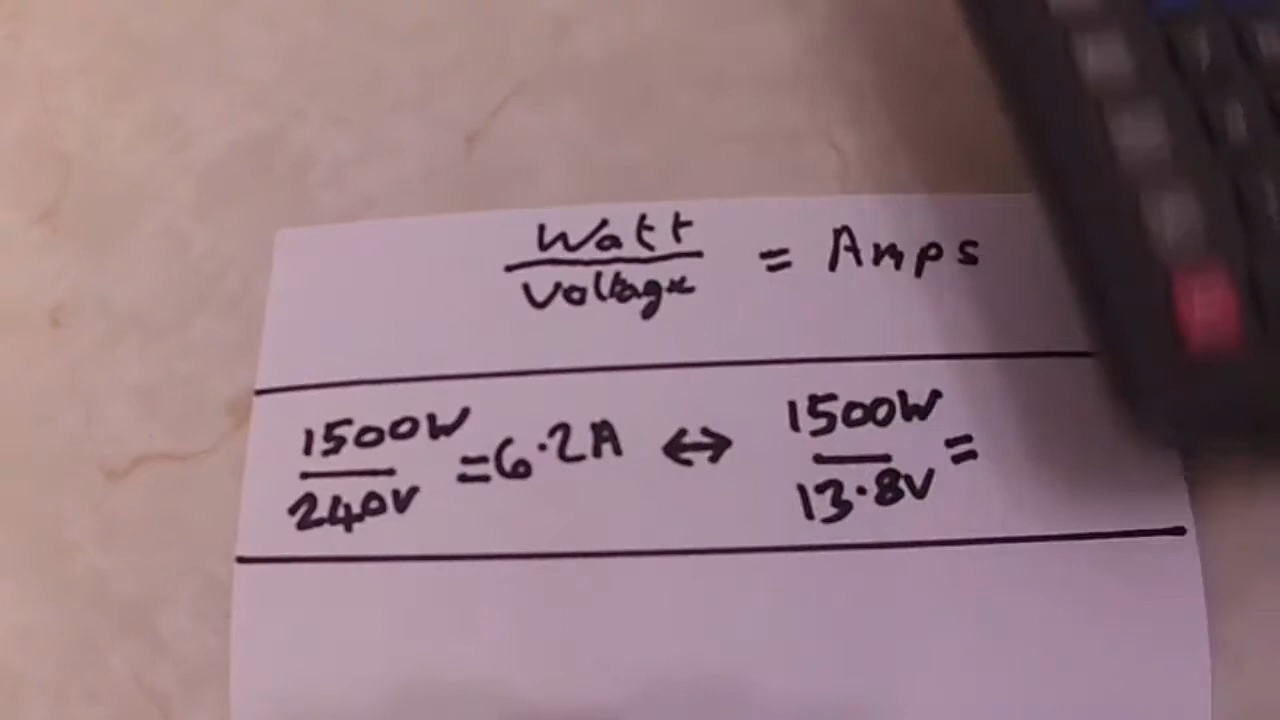 Watt
Voltage = Amps
1500W
240V = 6.2A ↔ 1500W
13.8V =